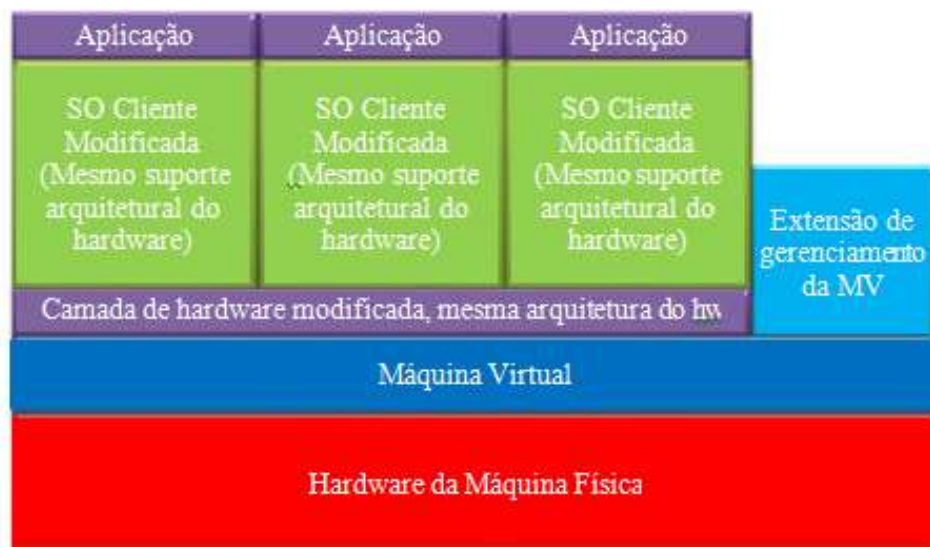 Aplicação
Aplicação
Aplicação
SO Cliente
Modificada
(Mesmo suporte
arquitetural do
hardware)
SO Cliente
Modificada
(Mesmo suporte
arquitetural do
hardware)
SO Cliente
Modificada
(Mesmo suporte
arquitetural do
hardware)
Extensão de
gerenciamento
da MV
Camada de hardware modificada, mesma arquitetura do hw
Máquina Virtual
Hardware da Máquina Física